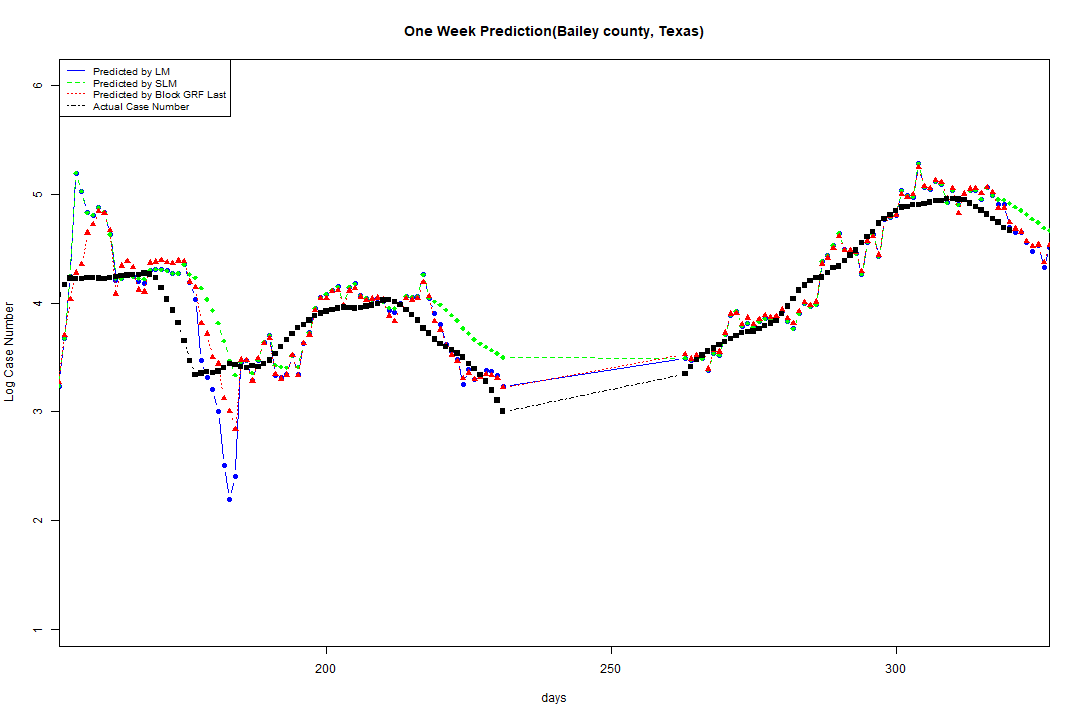 One Week Prediction(Bailey county, Texas)
Predicted by LM
Predicted by SLM
Predicted by Block GRF Last
Actual Case Number
6
5
4
3
2
1
Log Case Number
200
250
300
days